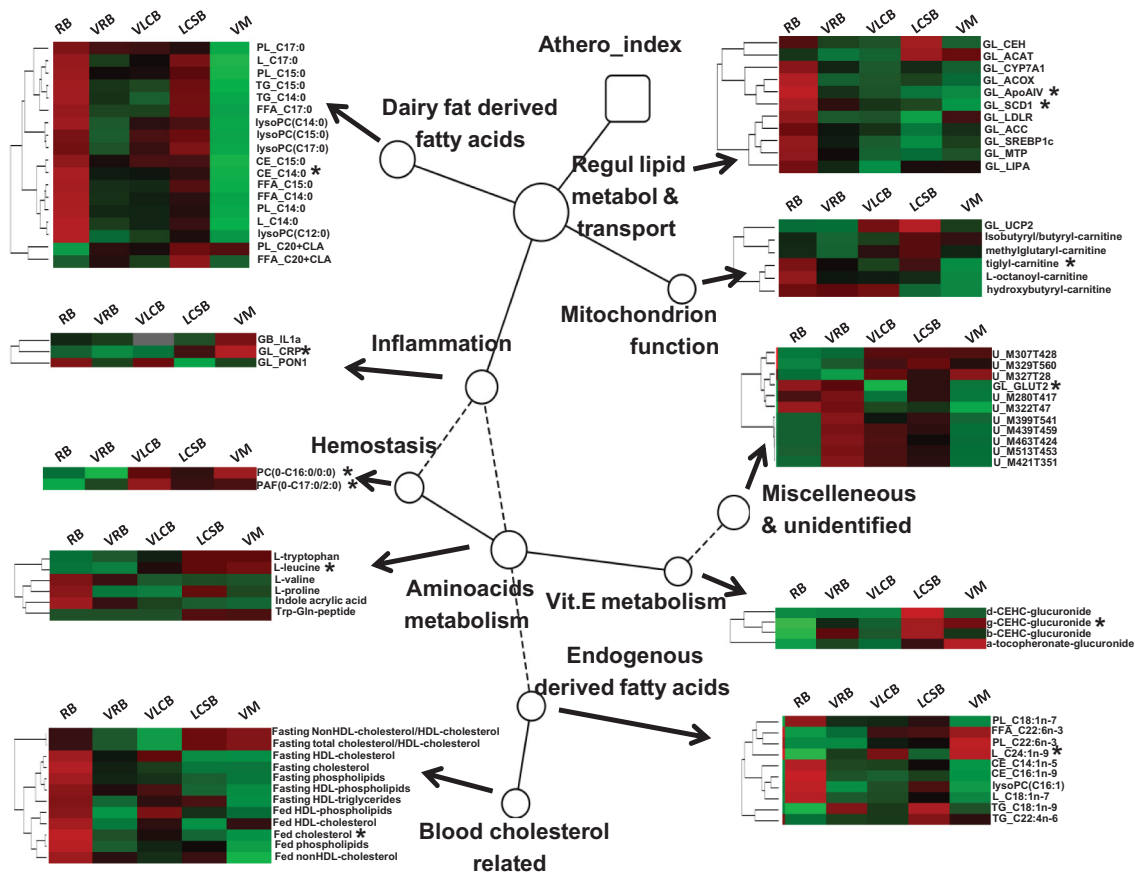 RB VRB VLCB LCSB VM
PL_C17:0
L_C17:0
PL_C15:0
TG_C15:0
TG_C14:0
FFA_C17:0
lysoPC(C14:0)
lysoPC(C15:0)
lysoPC(C17:0)
CE_C15:0
CE_C14:0 *
FFA_C15:0
FFA_C14:0
PL_C14:0
L_C14:0
lysoPC(C12:0)
PL_C20+CLA
FFA_C20+CLA
Dairy fat derived
fatty acids
Athero_index
Regul lipid
metabol &
transport
RB VRB VLCB LCSB VM
GL_CEH
GL_ACAT
GL_CYP7A1
GL_ACOX
GL_ApoAIV *
GL_SCD1 *
GL_LDLR
GL_ACC
GL_SREBP1c
GL_MTP
GL_LIPA
RB VRB VLCB LCSB VM
GL_UCP2
Isobutyryl/butyryl-carnitine
methylglutaryl-carnitine
tiglyl-carnitine *
L-octanoyl-carnitine
hydroxybutyryl-carnitine
Mitochondrion
function
RB VRB VLCB LCSB VM
GB_IL1a
GL_CRP *
GL_PON1
Inflammation
RB VRB VLCB LCSB VM
U_M307T428
U_M329T560
U_M327T28
GL_GLUT2 *
U_M280T417
U_M322T47
U_M399T541
U_M439T459
U_M463T424
U_M513T453
U_M421T351
Miscelleneous
& unidentified
Hemostasis
RB VRB VLCB LCSB VM
PC(0-C16:0/0:0) *
PAF(0-C17:0/2:0) *
RB VRB VLCB LCSB VM
L-tryptophan
L-leucine *
L-valine
L-proline
Indole acrylic acid
Trp-Gln-peptide
Aminoacids
metabolism
Vit.E metabolism
RB VRB VLCB LCSB VM
d-CEHC-glucuronide
g-CEHC-glucuronide *
b-CEHC-glucuronide
a-tocopheronate-glucuronide
Endogenous
derived fatty acids
RB VRB VLCB LCSB VM
PL_C18:1n-7
FFA_C22:6n-3
PL_C22:6n-3
L_C24:1n-9 *
CE_C14:1n-5
CE_C16:1n-9
lysoPC(C16:1)
L_C18:1n-7
TG_C18:1n-9
TG_C22:4n-6
RB VRB VLCB LCSB VM
Fasting NonHDL-cholesterol/HDL-cholesterol
Fasting total cholesterol/HDL-cholesterol
Fasting HDL-cholesterol
Fasting cholesterol
Fasting phospholipids
Fasting HDL-phospholipids
Fasting HDL-triglycerides
Fed HDL-phospholipids
Fed HDL-cholesterol
Fed cholesterol *
Fed phospholipids
Fed nonHDL-cholesterol
Blood cholesterol
related